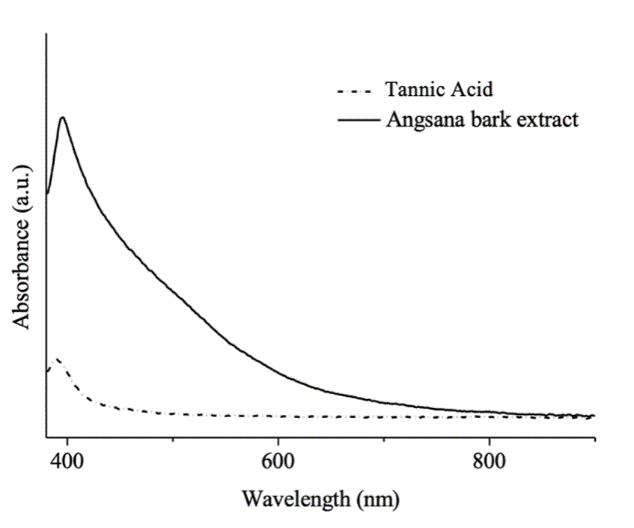 Tannic Acid
Angsana bark extract
Absorbance (a.u.)
400 600 800
Wavelength (nm)